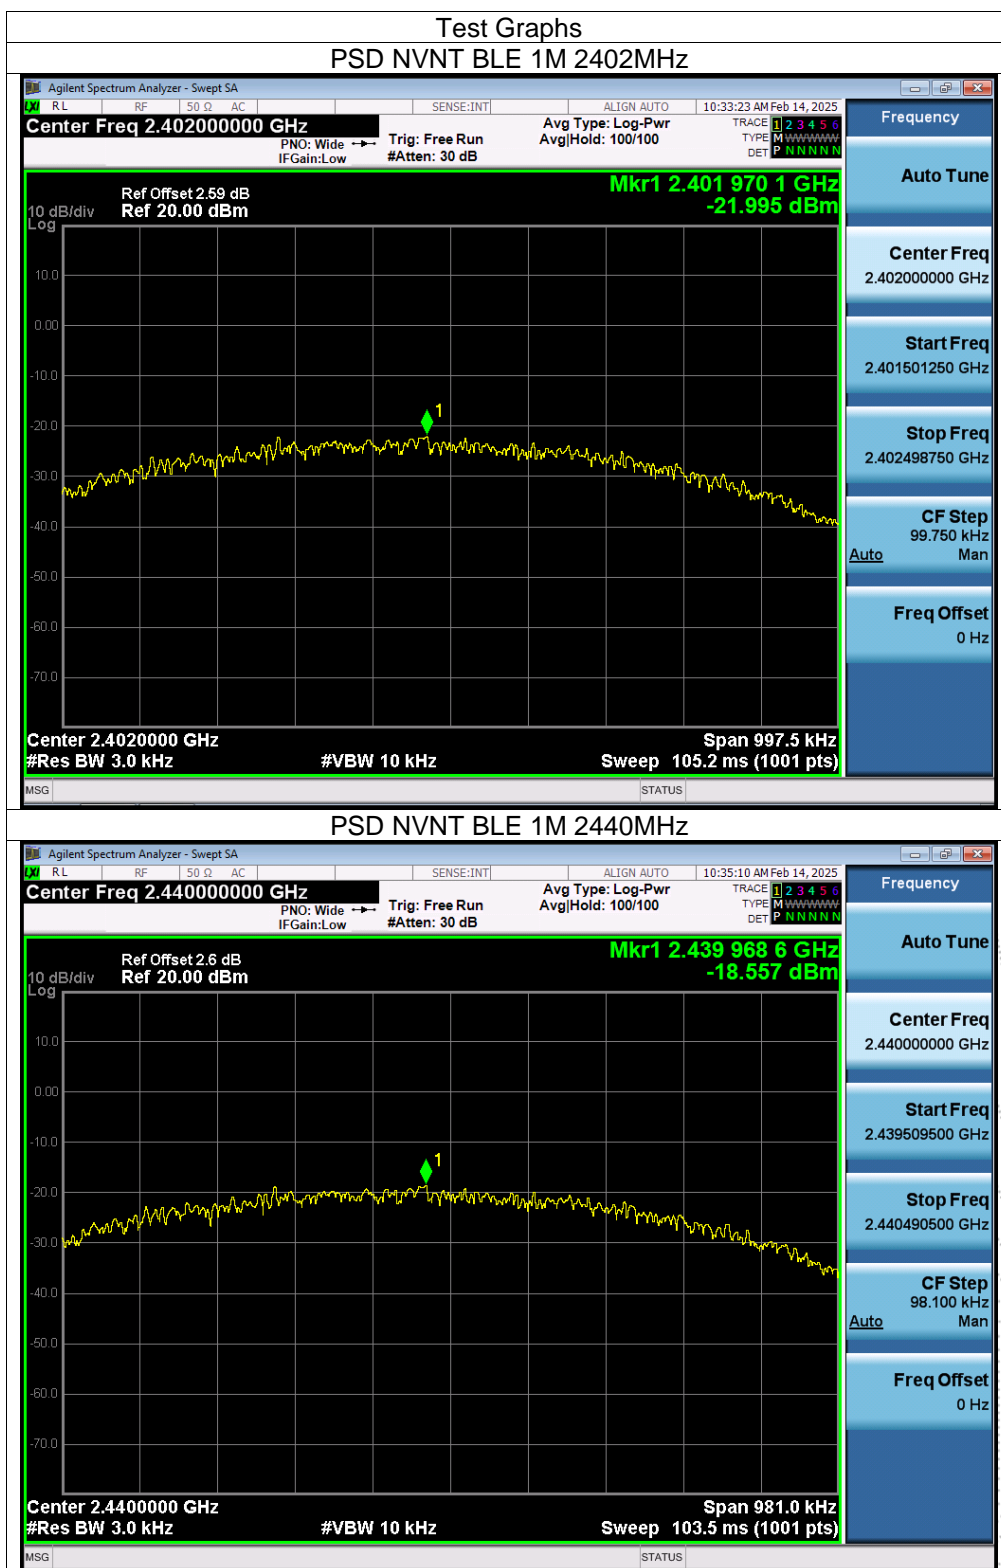 Test Graphs
PSD NVNT BLE 1M 2402MHz
Agilent Spectrum Analyzer - Swept SA
LXI RL RF 50 Ω AC SENSE:INT ALIGN AUTO 10:33:23 AM Feb 14, 2025
Center Freq 2.402000000 GHz
PNO: Wide
IFGain:Low
Trig: Free Run
#Atten: 30 dB
Avg Type: Log-Pwr
Avg|Hold: 100/100
TRACE 1 2 3 4 5 6
TYPE M WWWWW
DET P N N N N N
Frequency
Ref Offset 2.59 dB
10 dB/div Ref 20.00 dBm
Log
Mkr1 2.401 970 1 GHz
-21.995 dBm
10.0
0.00
-10.0
-20.0
-30.0
-40.0
-50.0
-60.0
-70.0
1
Center 2.4020000 GHz Span 997.5 kHz
#Res BW 3.0 kHz #VBW 10 kHz Sweep 105.2 ms (1001 pts)
Auto Tune
Center Freq
2.402000000 GHz
Start Freq
2.401501250 GHz
Stop Freq
2.402498750 GHz
CF Step
99.750 kHz
Auto Man
Freq Offset
0 Hz
MSG STATUS
PSD NVNT BLE 1M 2440MHz
Agilent Spectrum Analyzer - Swept SA
LXI RL RF 50 Ω AC SENSE:INT ALIGN AUTO 10:35:10 AM Feb 14, 2025
Center Freq 2.440000000 GHz
PNO: Wide
IFGain:Low
Trig: Free Run
#Atten: 30 dB
Avg Type: Log-Pwr
Avg|Hold: 100/100
TRACE 1 2 3 4 5 6
TYPE M WWWWW
DET P N N N N N
Frequency
Ref Offset 2.6 dB
10 dB/div Ref 20.00 dBm
Log
Mkr1 2.439 968 6 GHz
-18.557 dBm
10.0
0.00
-10.0
-20.0
-30.0
-40.0
-50.0
-60.0
-70.0
1
Center 2.4400000 GHz Span 981.0 kHz
#Res BW 3.0 kHz #VBW 10 kHz Sweep 103.5 ms (1001 pts)
Auto Tune
Center Freq
2.440000000 GHz
Start Freq
2.439509500 GHz
Stop Freq
2.440490500 GHz
CF Step
98.100 kHz
Auto Man
Freq Offset
0 Hz
MSG STATUS